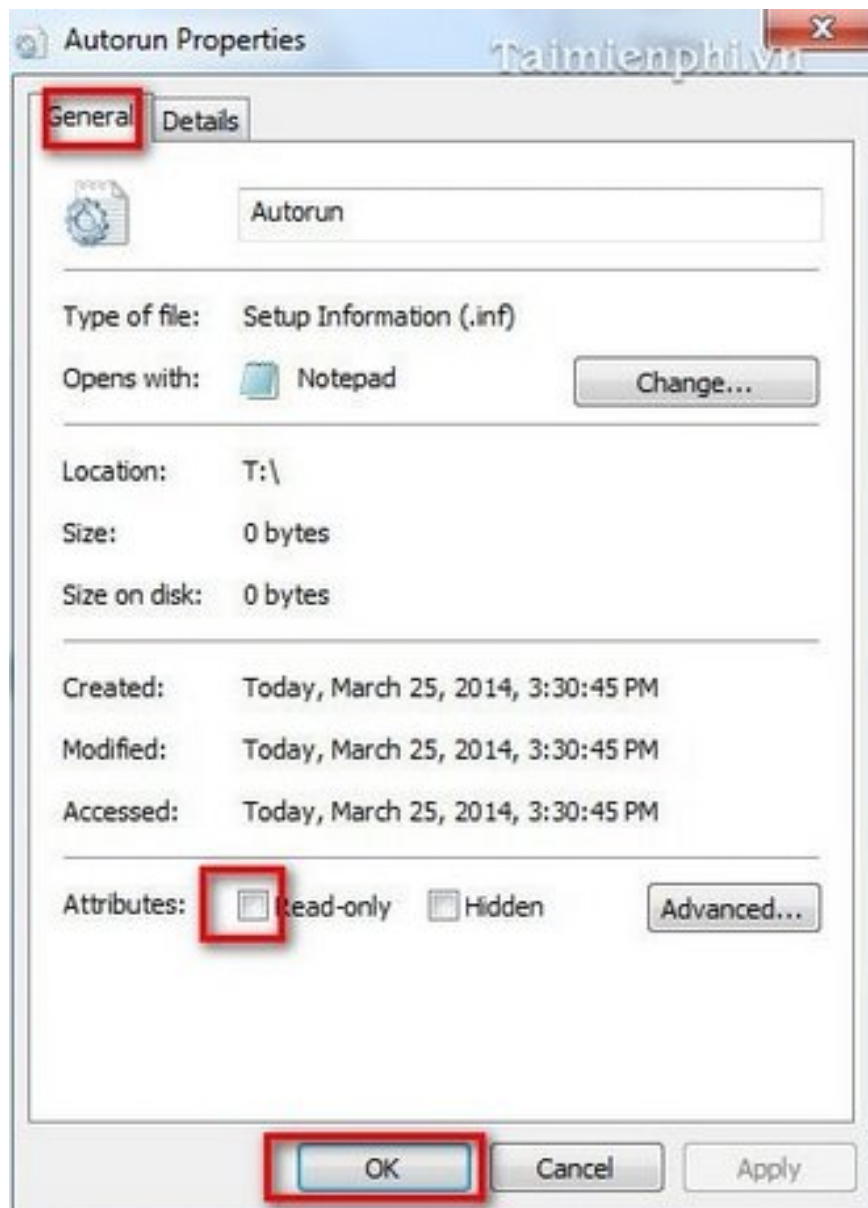 Autorun Properties
Taimienphi.vn
General Details
Autorun
Type of file: Setup Information (.inf)
Opens with: Notepad Change...
Location: T:\
Size: 0 bytes
Size on disk: 0 bytes
Created: Today, March 25, 2014, 3:30:45 PM
Modified: Today, March 25, 2014, 3:30:45 PM
Accessed: Today, March 25, 2014, 3:30:45 PM
Attributes: Read-only Hidden Advanced...
OK Cancel Apply